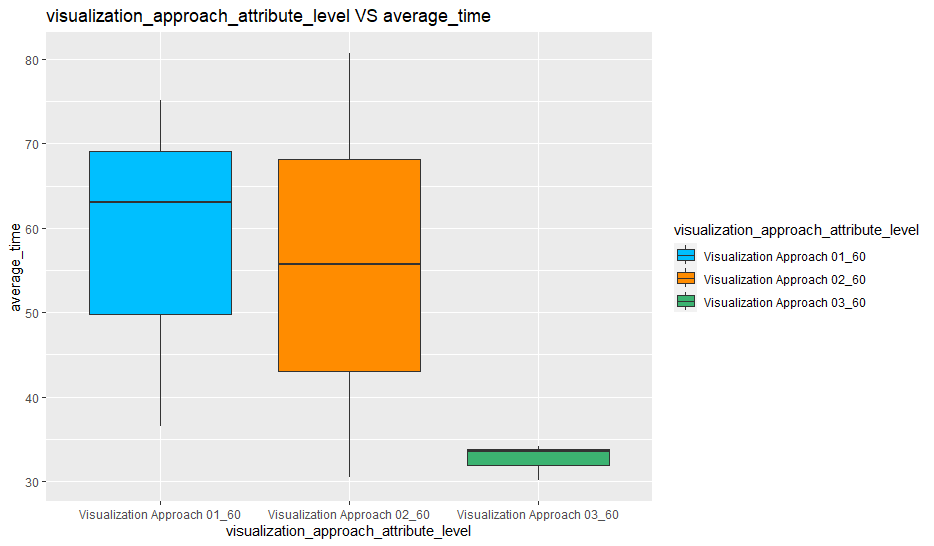 visualization_approach_attribute_level VS average_time
80
70
60
50
40
30
average_time
Visualization Approach 01_60 Visualization Approach 02_60 Visualization Approach 03_60
visualization_approach_attribute_level
visualization_approach_attribute_level
Visualization Approach 01_60
Visualization Approach 02_60
Visualization Approach 03_60